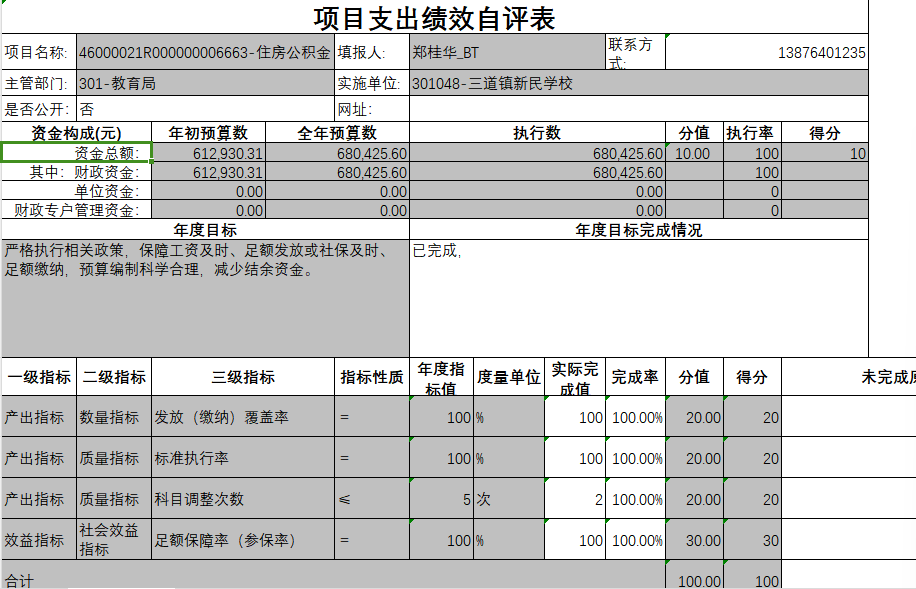 项目支出绩效自评表
项目名称: 46000021R000000006663-住房公积金 填报人: 郑桂华_BT 联系方式: 13876401235
主管部门: 301-教育局 实施单位: 301048-三道镇新民学校
是否公开: 否 网址:
资金构成(元) 年初预算数 全年预算数 执行数 分值 执行率 得分
资金总额: 612,930.31 680,425.60 680,425.60 10.00 100 10
其中: 财政资金: 612,930.31 680,425.60 680,425.60 100
单位资金: 0.00 0.00 0.00 0
财政专户管理资金: 0.00 0.00 0.00 0
年度目标 年度目标完成情况
严格执行相关政策，保障工资及时、足额发放或社保及时、 已完成,
足额缴纳，预算编制科学合理，减少结余资金。
一级指标 二级指标 三级指标 指标性质 年度指标值 度量单位 实际完成值 完成率 分值 得分 未完成
产出指标 数量指标 发放（缴纳）覆盖率 = 100 % 100 100.00% 20.00 20
产出指标 质量指标 标准执行率 = 100 % 100 100.00% 20.00 20
产出指标 质量指标 科目调整次数 ≤ 5 次 2 100.00% 20.00 20
效益指标 社会效益指标 足额保障率（参保率） = 100 % 100 100.00% 30.00 30
合计 100.00 100